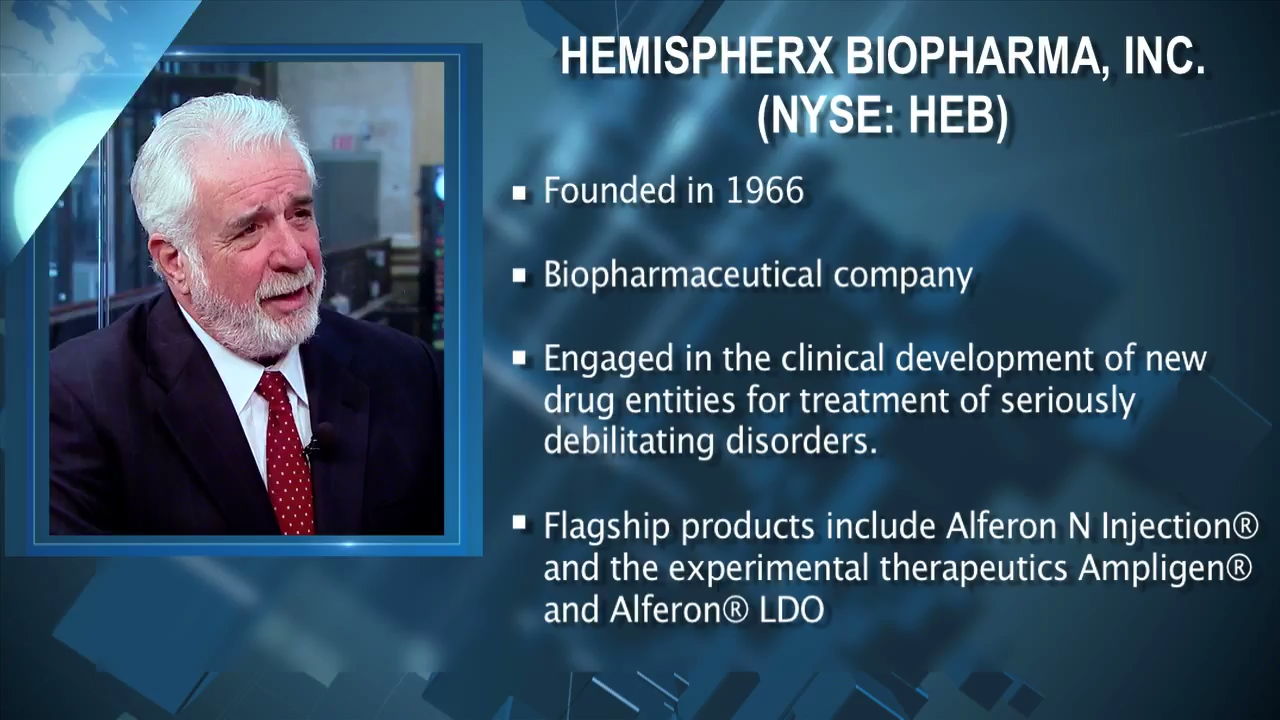 HEMISPHERX BIOPHARMA, INC.
(NYSE: HEB)
▪ Founded in 1966
▪ Biopharmaceutical company
▪ Engaged in the clinical development of new
drug entities for treatment of seriously
debilitating disorders.
▪ Flagship products include Alferon N Injection®
and the experimental therapeutics Ampligen®
and Alferon® LDO